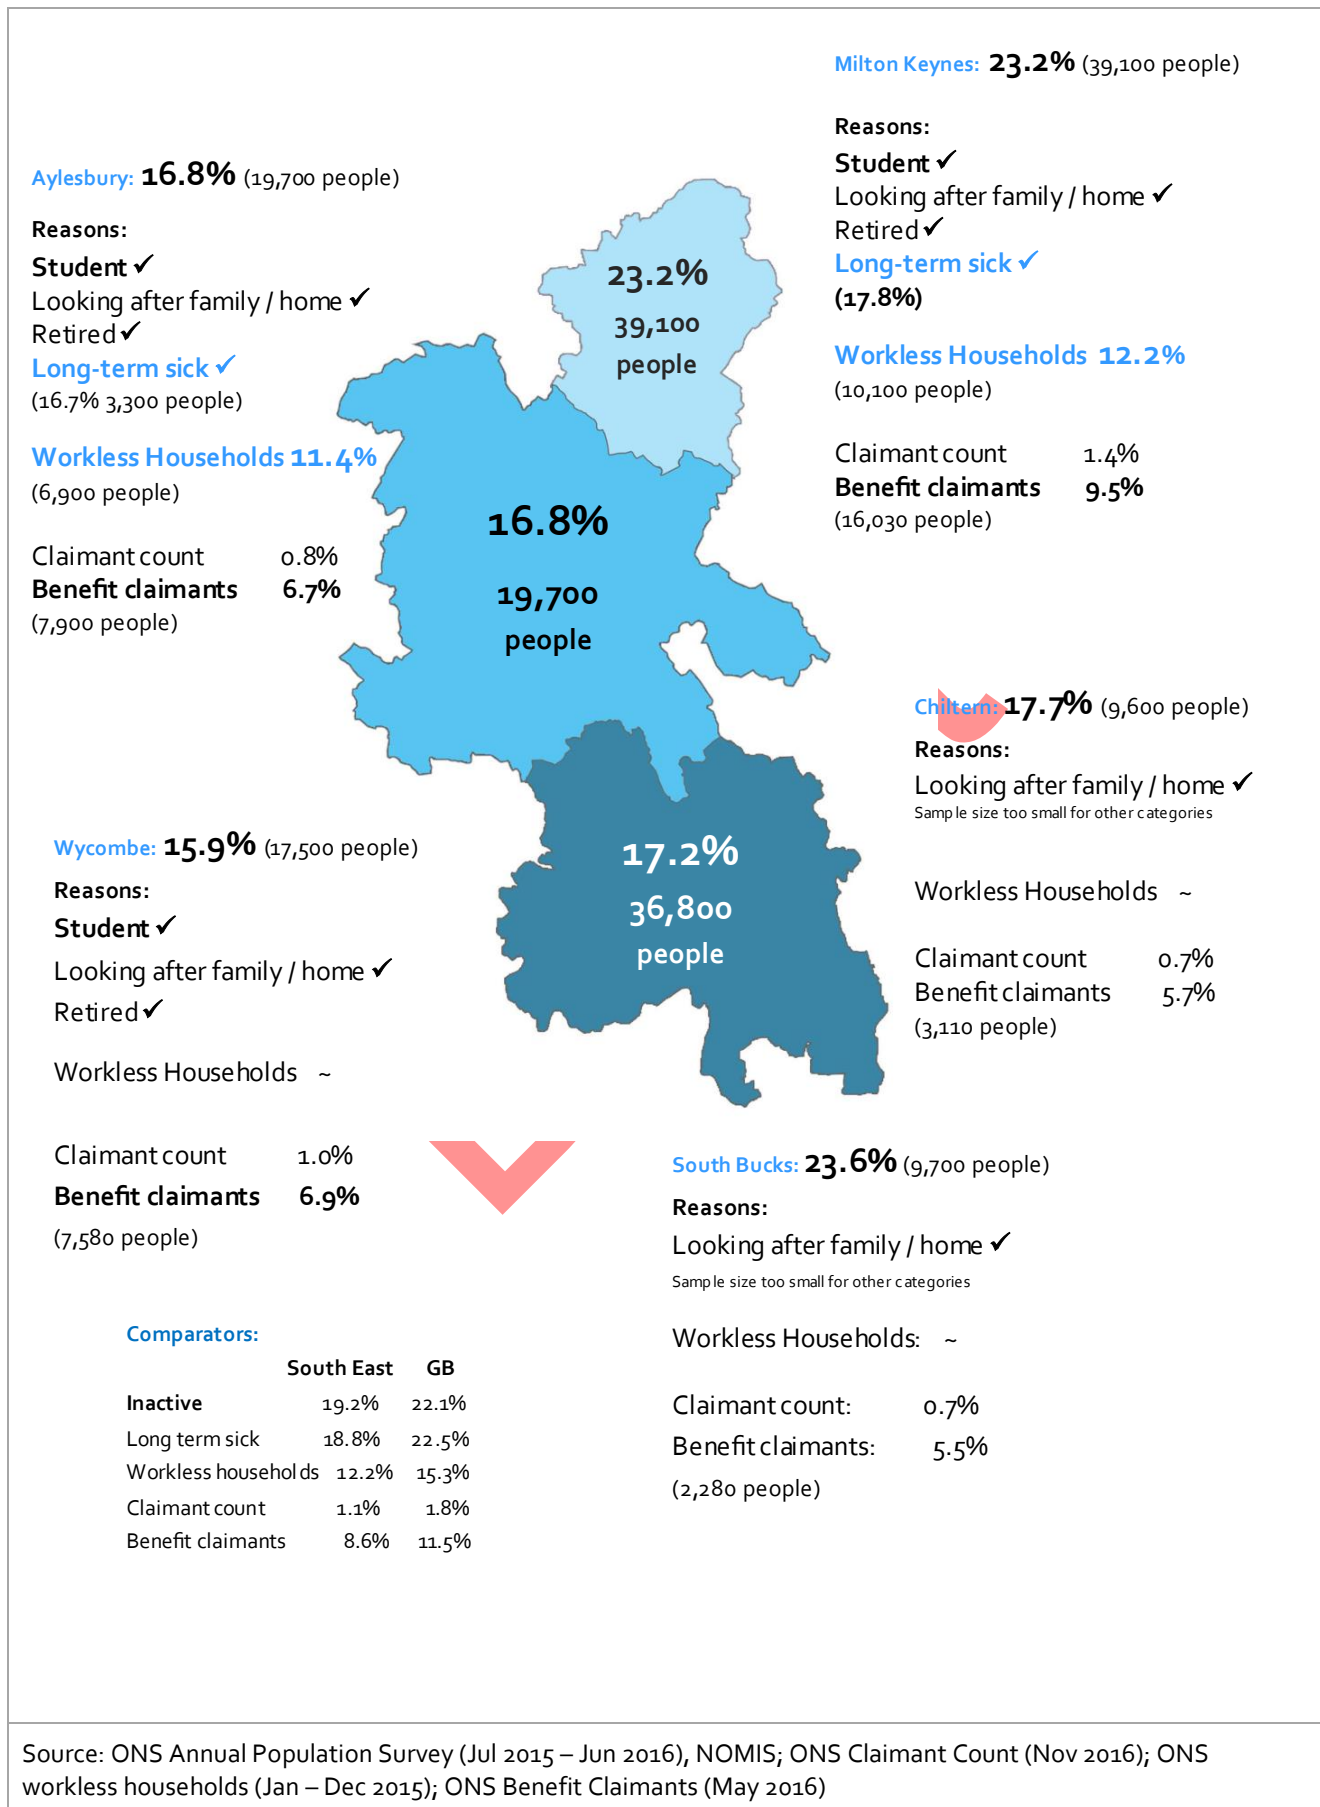 Milton Keynes: 23.2% (39,100 people)
Reasons:
Student ✓
Looking after family / home ✓
Retired ✓
Long-term sick ✓
(17.8%)
Workless Households 12.2%
(10,100 people)
Claimant count 1.4%
Benefit claimants 9.5%
(16,030 people)
Aylesbury: 16.8% (19,700 people)
Reasons:
Student ✓
Looking after family / home ✓
Retired ✓
Long-term sick ✓
(16.7% 3,300 people)
Workless Households 11.4%
(6,900 people)
Claimant count 0.8%
Benefit claimants 6.7%
(7,900 people)
23.2%
39,100
people
16.8%
19,700
people
17.2%
36,800
people
Chiltern: 17.7% (9,600 people)
Reasons:
Looking after family / home ✓
Sample size too small for other categories
Workless Households ~
Claimant count 0.7%
Benefit claimants 5.7%
(3,110 people)
Wycombe: 15.9% (17,500 people)
Reasons:
Student ✓
Looking after family / home ✓
Retired ✓
Workless Households ~
Claimant count 1.0%
Benefit claimants 6.9%
(7,580 people)
South Bucks: 23.6% (9,700 people)
Reasons:
Looking after family / home ✓
Sample size too small for other categories
Workless Households: ~
Claimant count: 0.7%
Benefit claimants: 5.5%
(2,280 people)
Comparators:
South East GB
Inactive 19.2% 22.1%
Long term sick 18.8% 22.5%
Workless households 12.2% 15.3%
Claimant count 1.1% 1.8%
Benefit claimants 8.6% 11.5%
Source: ONS Annual Population Survey (Jul 2015 – Jun 2016), NOMIS; ONS Claimant Count (Nov 2016); ONS
workless households (Jan – Dec 2015); ONS Benefit Claimants (May 2016)